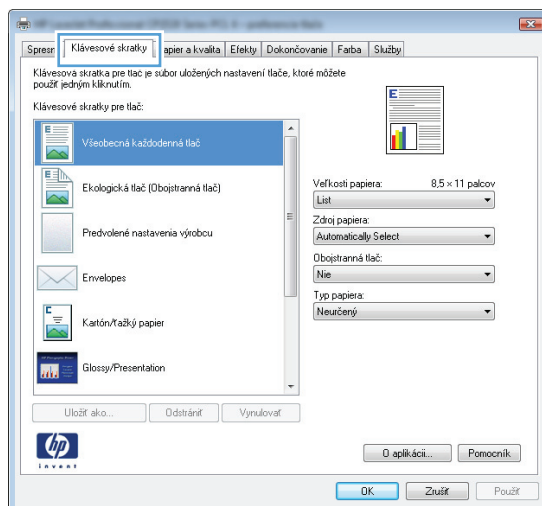 Spresn
Klávesové skratky
apier a kvalita
Efekty
Dokončovanie
Farba
Služby
Klávesova skratka pre tlac je súbor uložených nastavení tlače, ktoré môžete
použiť jedným kliknutím.
Klávesové skratky pre tlač:
Všeobecná každodenná tlač
Ekologická tlač (Obojstranná tlač)
Predvolené nastavenia výrobcu
Envelopes
Kartón/ťažký papier
Glossy/Presentation
Uložiť ako...
Odstrániť
Vynulovať
Veľkosti papiera: 8,5 × 11 palcov
List
Zdroj papiera:
Automatically Select
Obojstranná tlač:
Nie
Typ papiera:
Neurčený
hp
invent
O aplikácii...
Pomocník
OK
Zrušiť
Použiť